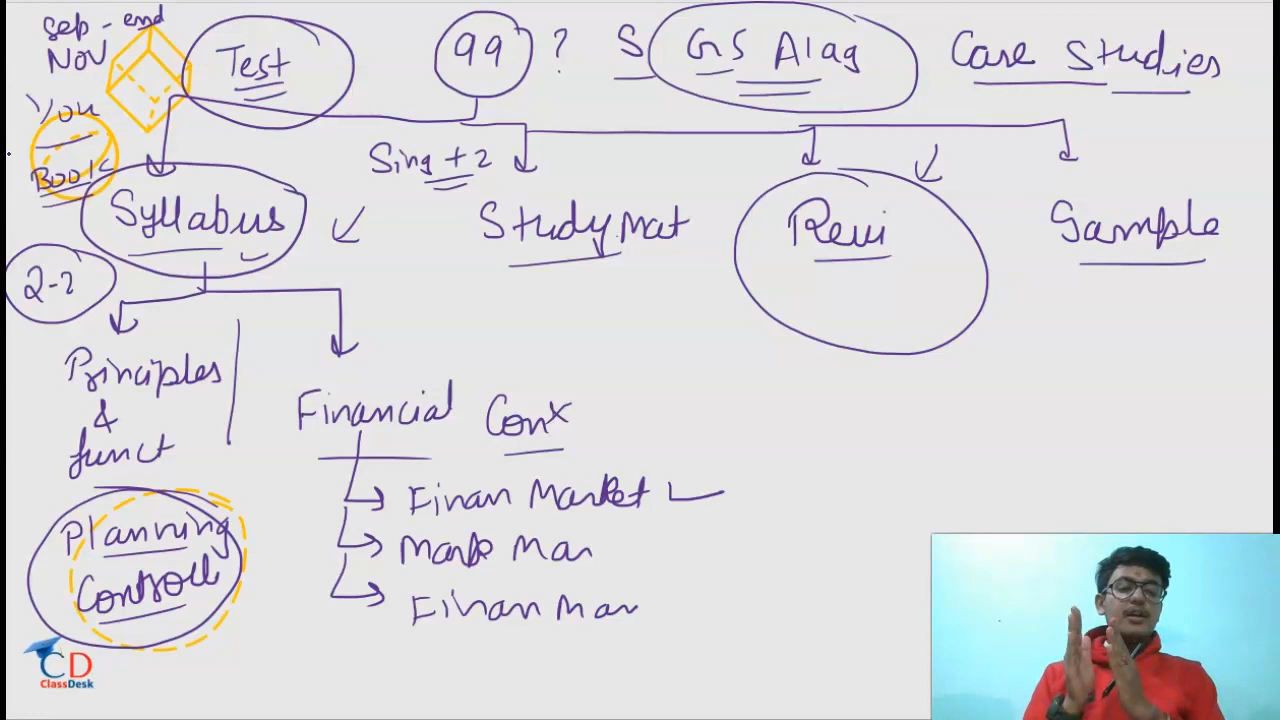 Sep - end
Nov
You
Book
Test
99 ?
S GS Alag
Case Studies
Sing + 2
Syllabus
Study Mat
Revi
Sample
2-2
Principles
&
funct
Planning
Controll
Financial
Finan Market
Mark Man
Finan Man
CD
ClassDesk